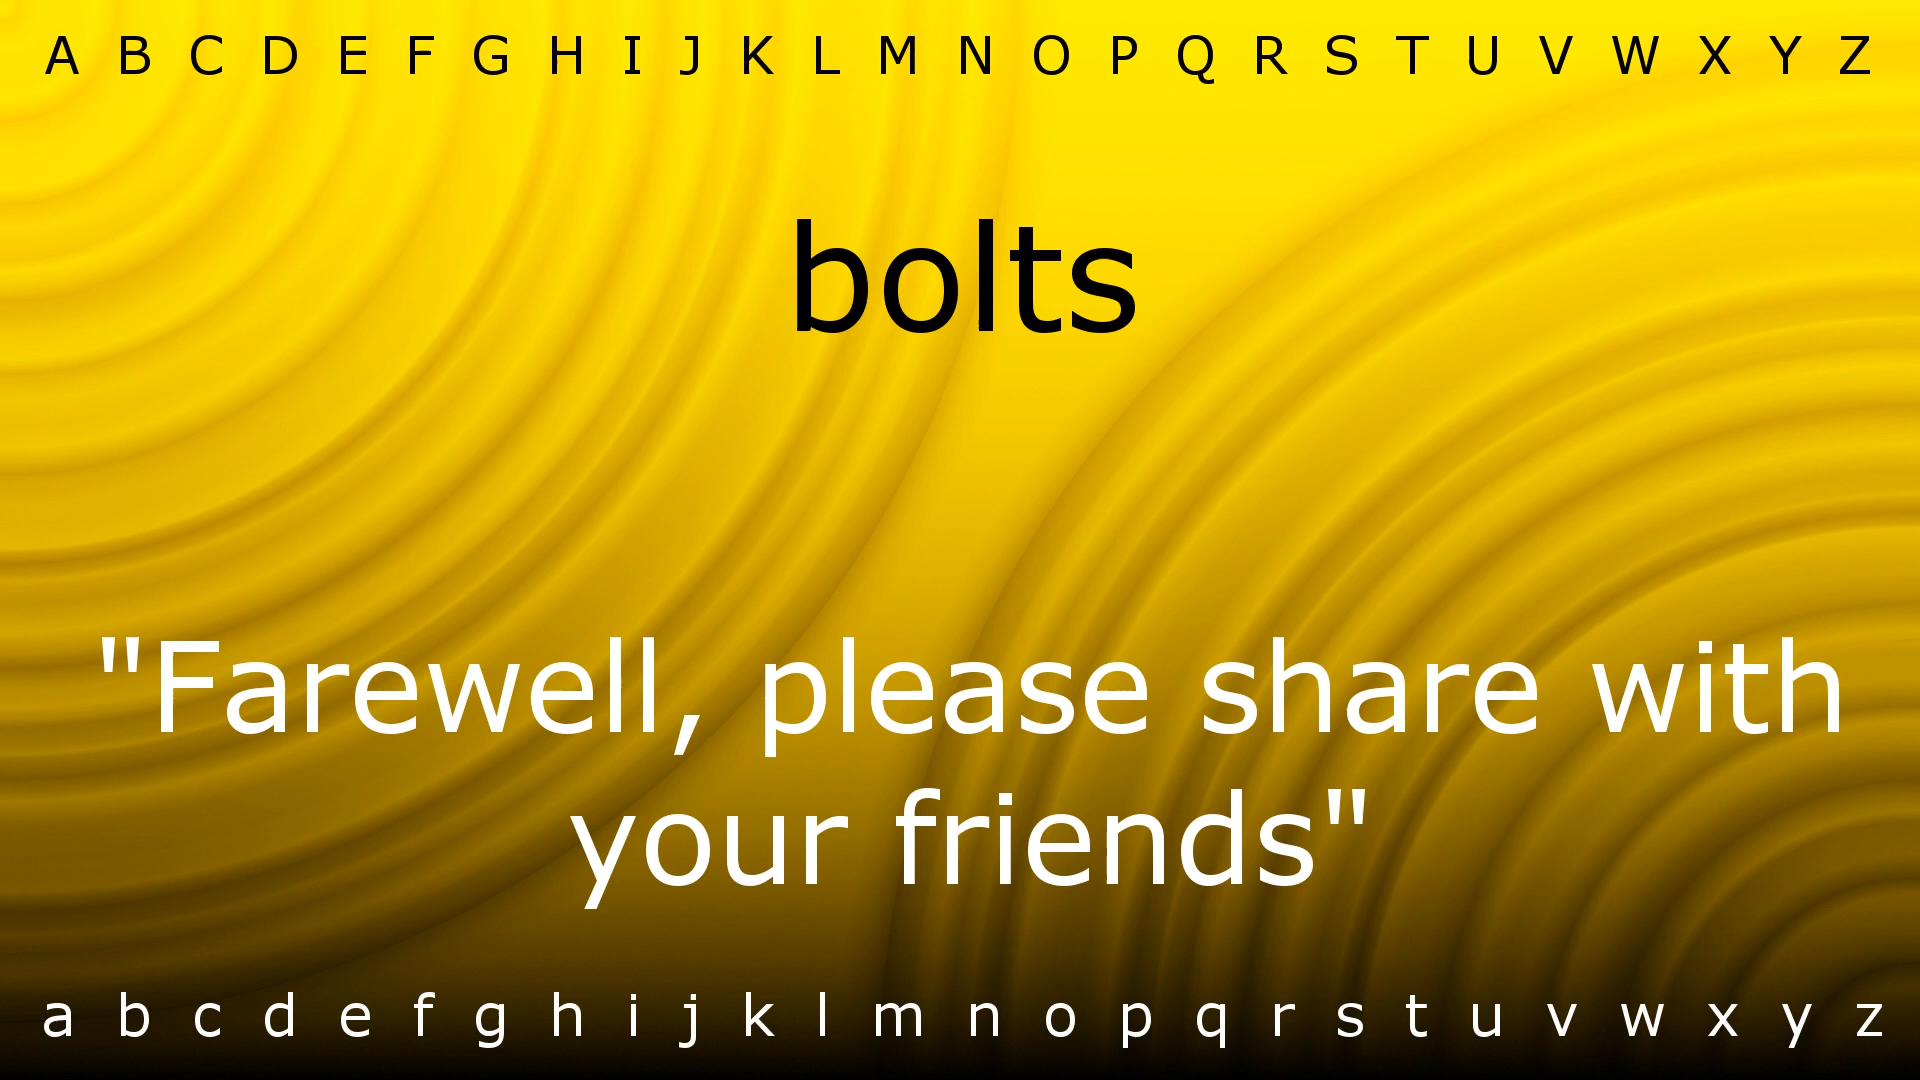 A B C D E F G H I J K L M N O P Q R S T U V W X Y Z
bolts
"Farewell, please share with
your friends"
a b c d e f g h i j k l m n o p q r s t u v w x y z